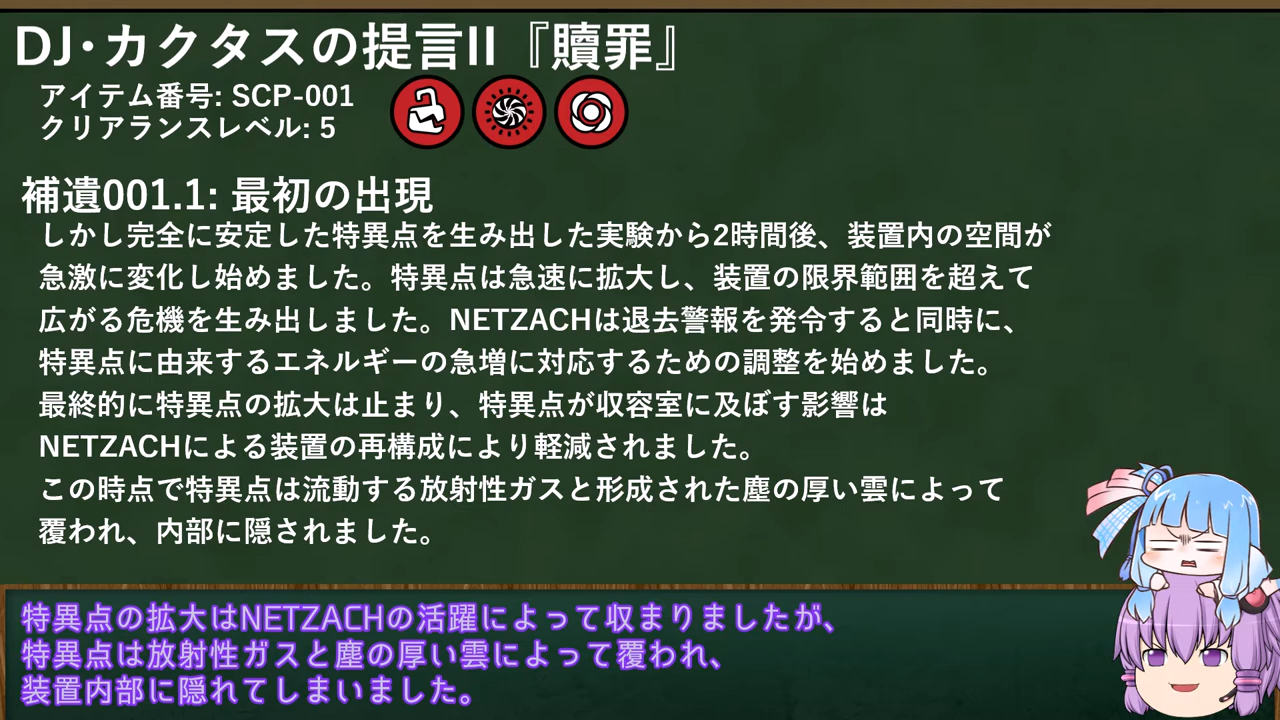 DJ・カクタスの提言II『贖罪』
アイテム番号: SCP-001
クリアランスレベル: 5
補遺001.1: 最初の出現
しかし完全に安定した特異点を生み出した実験から2時間後、装置内の空間が
急激に変化し始めました。特異点は急速に拡大し、装置の限界範囲を超えて
広がる危機を生み出しました。NETZACHは退去警報を発令すると同時に、
特異点に由来するエネルギーの急増に対応するための調整を始めました。
最終的に特異点の拡大は止まり、特異点が収容室に及ぼす影響は
NETZACHによる装置の再構成により軽減されました。
この時点で特異点は流動する放射性ガスと形成された塵の厚い雲によって
覆われ、内部に隠されました。
特異点の拡大はNETZACHの活躍によって収まりましたが、
特異点は放射性ガスと塵の厚い雲によって覆われ、
装置内部に隠れてしまいました。